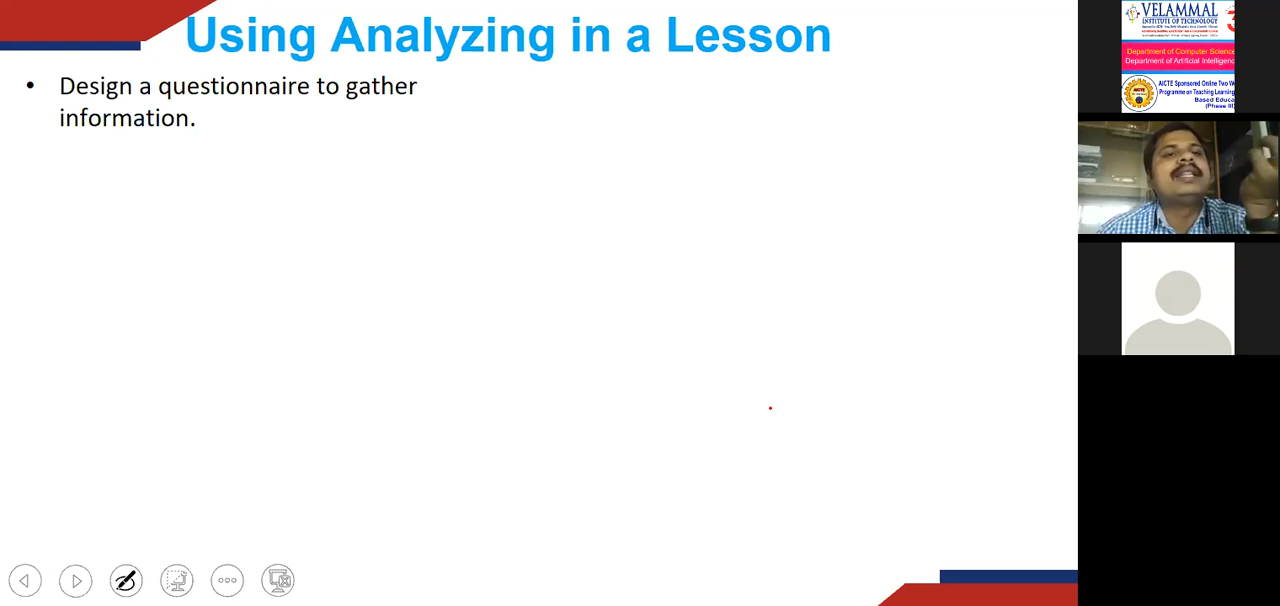 Using Analyzing in a Lesson
• Design a questionnaire to gather
information.
VELAMMAL
INSTITUTE OF TECHNOLOGY
Department of Computer Science
Department of Artificial Intelligenc
AICTE Sponsored Online Two W
Programme on Teaching Learning
Based Educa
(Phase III)